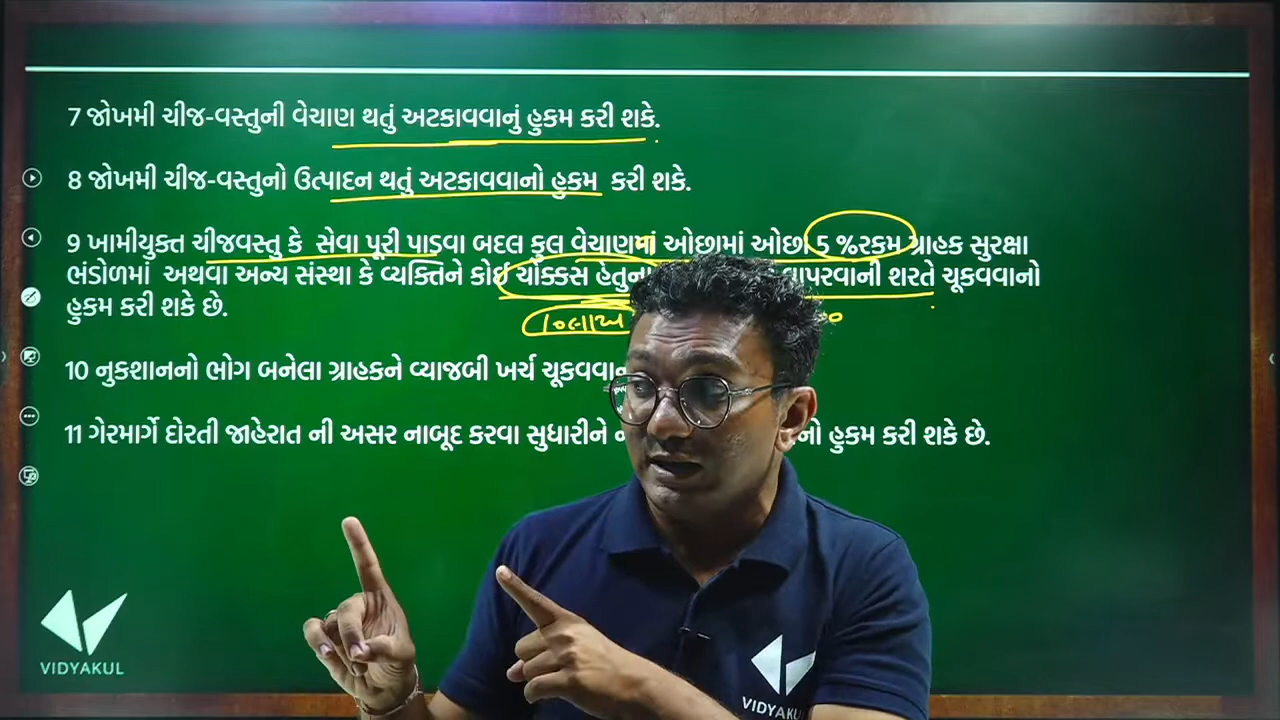 7 જોખમી ચીજ-વસ્તુની વેચાણ થતું અટકાવવાનું હુકમ કરી શકે.
8 જોખમી ચીજ-વસ્તુનો ઉત્પાદન થતું અટકાવવાનો હુકમ કરી શકે.
9 ખામીયુક્ત ચીજવસ્તુ કે સેવા પૂરી પાડવા બદલ કુલ વેચાણમાં ઓછામાં ઓછા 5 %રકમ ગ્રાહક સુરક્ષા
ભંડોળમાં અથવા અન્ય સંસ્થા કે વ્યક્તિને કોઈ ચોક્કસ હેતુના વાપરવાની શરતે ચૂકવવાનો
હુકમ કરી શકે છે.
10લાખ
10 નુકશાનનો ભોગ બનેલા ગ્રાહકને વ્યાજબી ખર્ચ
11 ગેરમાર્ગે દોરતી જાહેરાત ની અસર નાબૂદ કરવા સુધારીને હુકમ કરી શકે છે.
VIDYAKUL
VIDYAKUL